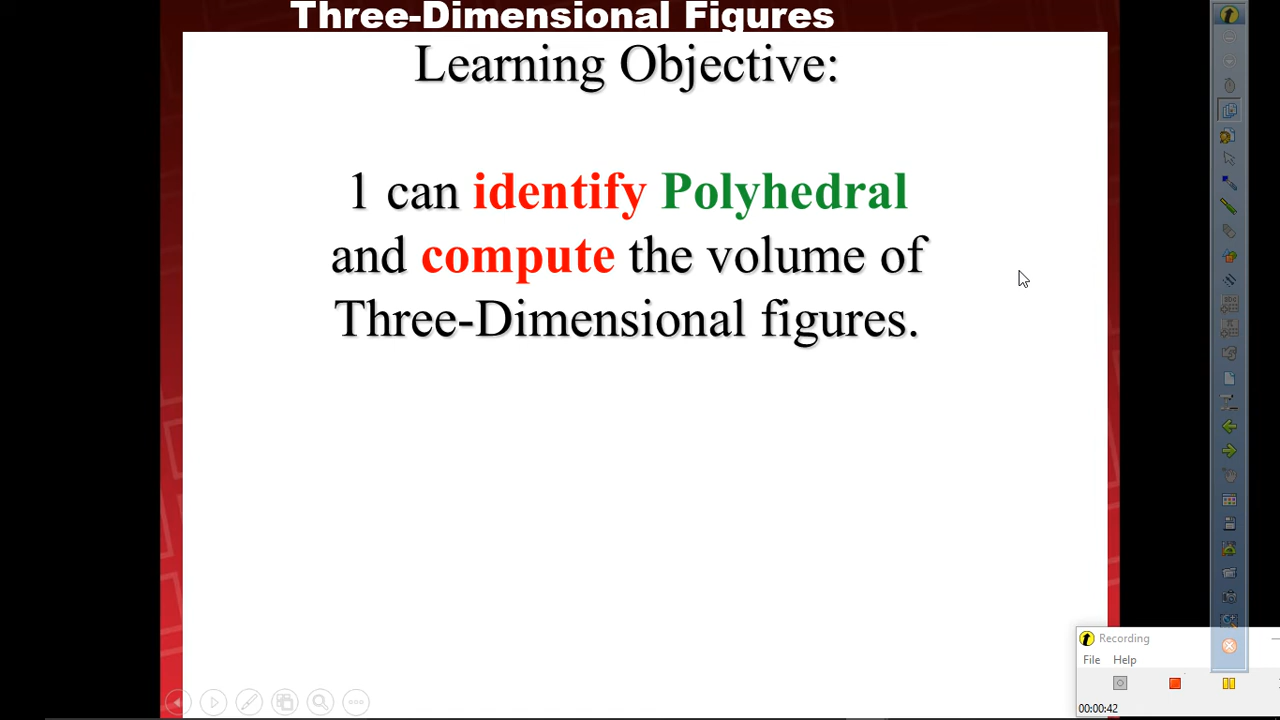 Three-Dimensional Figures
Learning Objective:
1 can identify Polyhedral
and compute the volume of
Three-Dimensional figures.
Recording
File Help
00:00:42